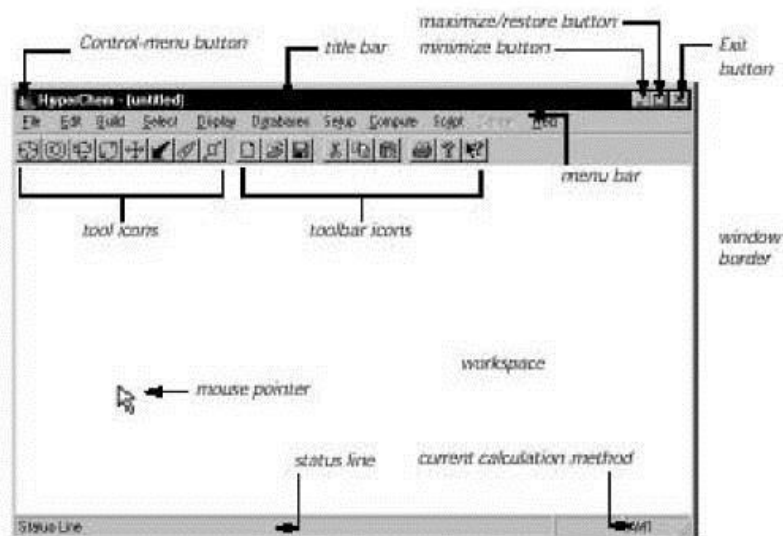 maximize/restore button
Control-menu button
title bar
minimize button
Exit
button
HyperChem - [untitled]
File Edit Build Select Display Databases Setup Compute Script
menu bar
tool icons
toolbar icons
window
border
workspace
mouse pointer
status line
current calculation method
Status Line